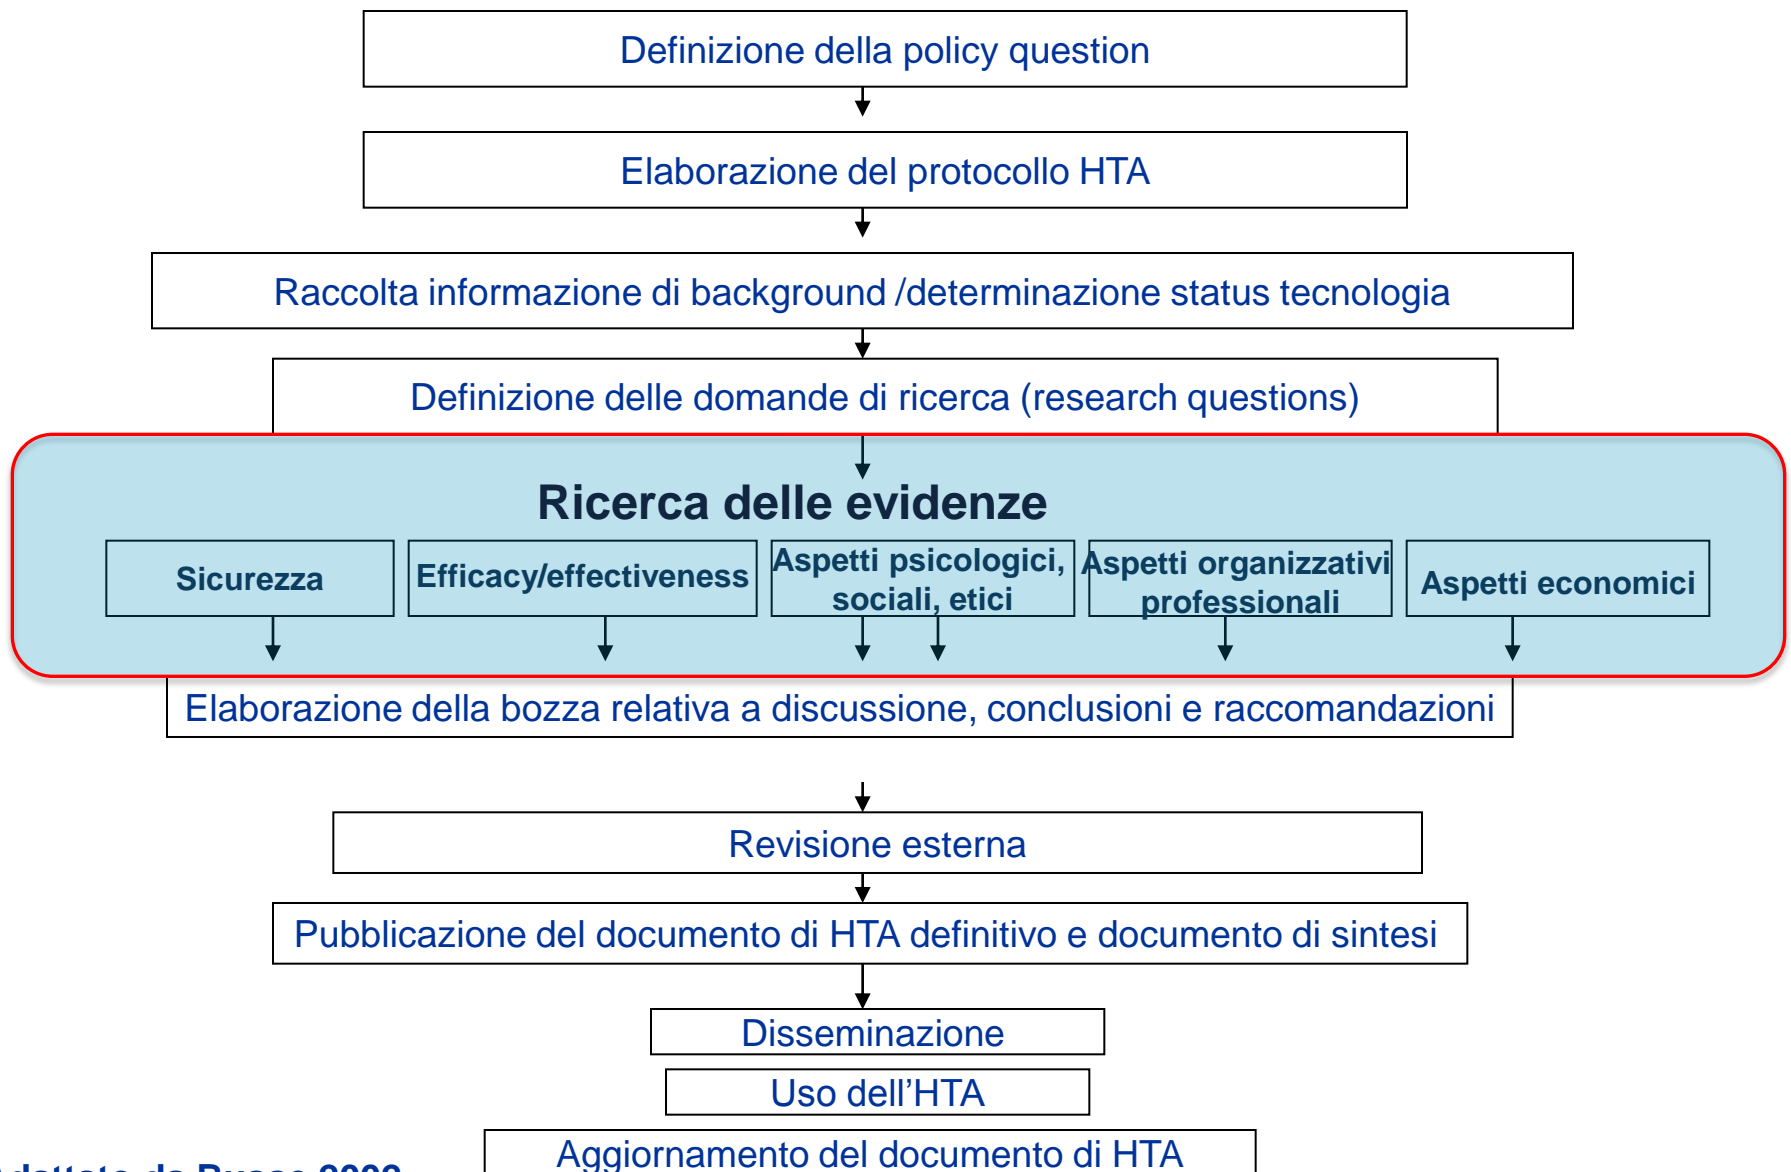 Definizione della policy question
Elaborazione del protocollo HTA
Raccolta informazione di background /determinazione status tecnologia
Definizione delle domande di ricerca (research questions)
Ricerca delle evidenze
Sicurezza
Efficacy/effectiveness
Aspetti psicologici,
sociali, etici
Aspetti organizzativi
professionali
Aspetti economici
Elaborazione della bozza relativa a discussione, conclusioni e raccomandazioni
Revisione esterna
Pubblicazione del documento di HTA definitivo e documento di sintesi
Disseminazione
Uso dell’HTA
Aggiornamento del documento di HTA
da Busse